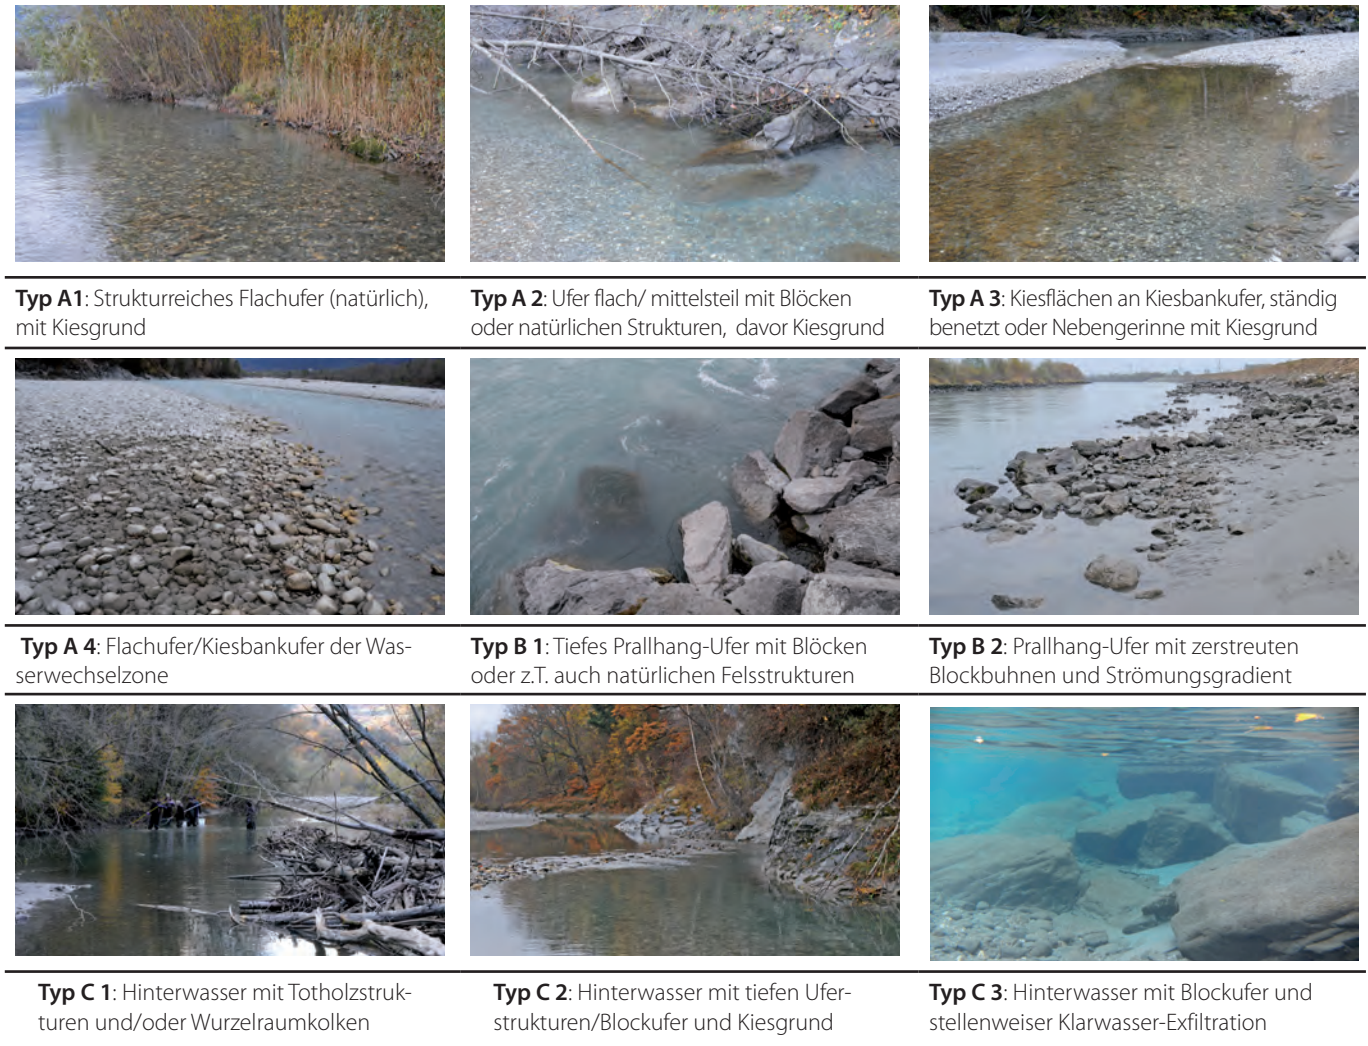 Typ A1: Strukturreiches Flachufer (natürlich),
mit Kiesgrund
Typ A 2: Ufer flach/ mittelsteil mit Blöcken
oder natürlichen Strukturen, davor Kiesgrund
Typ A 3: Kiesflächen an Kiesbankufer, ständig
benetzt oder Nebengerinne mit Kiesgrund
Typ A 4: Flachufer/Kiesbankufer der Was-
serwechselzone
Typ B 1: Tiefes Prallhang-Ufer mit Blöcken
oder z.T. auch natürlichen Felsstrukturen
Typ B 2: Prallhang-Ufer mit zerstreuten
Blockbuhnen und Strömungsgradient
Typ C 1: Hinterwasser mit Totholzstruk-
turen und/oder Wurzelraumkolken
Typ C 2: Hinterwasser mit tiefen Ufer-
strukturen/Blockufer und Kiesgrund
Typ C 3: Hinterwasser mit Blockufer und
stellenweiser Klarwasser-Exfiltration